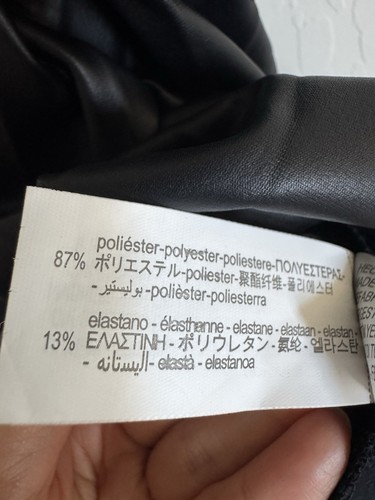 87% poliéster-polyester-poliestere-ΠΟΛΥΕΣΤΕΡΑΣ-
ポリエステル-poliester-聚酯纤维-폴리에스터
-بوليستير-polièster-poliesterra
13% elastano - élasthanne - elastane - elastaan - elastan -
ΕΛΑΣΤΙΝΗ - ポリウレタン - 氨纶 - 엘라스탄
- اليستانه - elastà - elastanoa